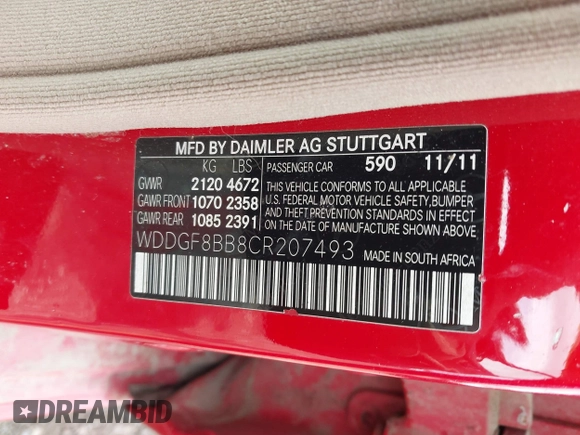 MFD BY DAIMLER AG STUTTGART
KG LBS PASSENGER CAR 590 11/11
GVWR 2120 4672
GAWR FRONT 1070 2358
GAWR REAR 1085 2391
THIS VEHICLE CONFORMS TO ALL APPLICABLE
U.S. FEDERAL MOTOR VEHICLE SAFETY,BUMPER
AND THEFT PREVENTION STANDARDS IN EFFECT
ON THE DATE OF MANUFACTURE SHOWN ABOVE.
WDDGF8BB8CR207493 MADE IN SOUTH AFRICA
DREAMBID